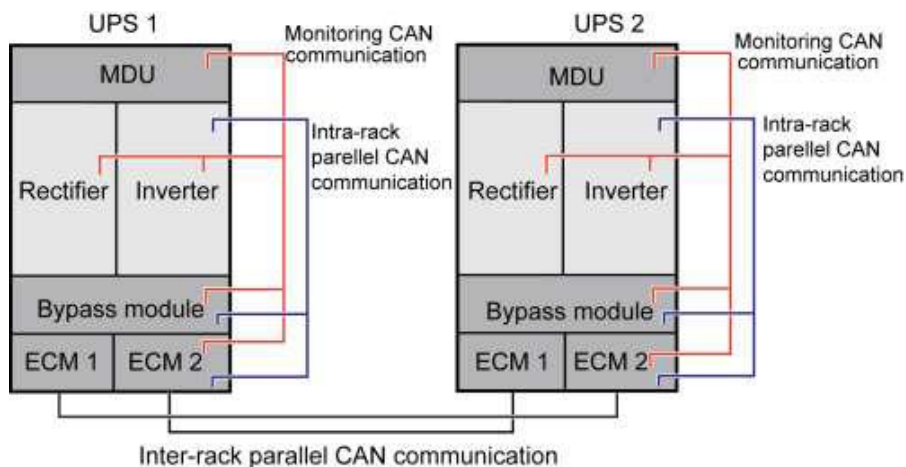 UPS 1
UPS 2
Monitoring CAN
communication
Monitoring CAN
communication
MDU
MDU
Intra-rack
parellel CAN
communication
Intra-rack
parellel CAN
communication
Rectifier
Inverter
Rectifier
Inverter
Bypass module
Bypass module
ECM 1
ECM 2
ECM 1
ECM 2
Inter-rack parallel CAN communication